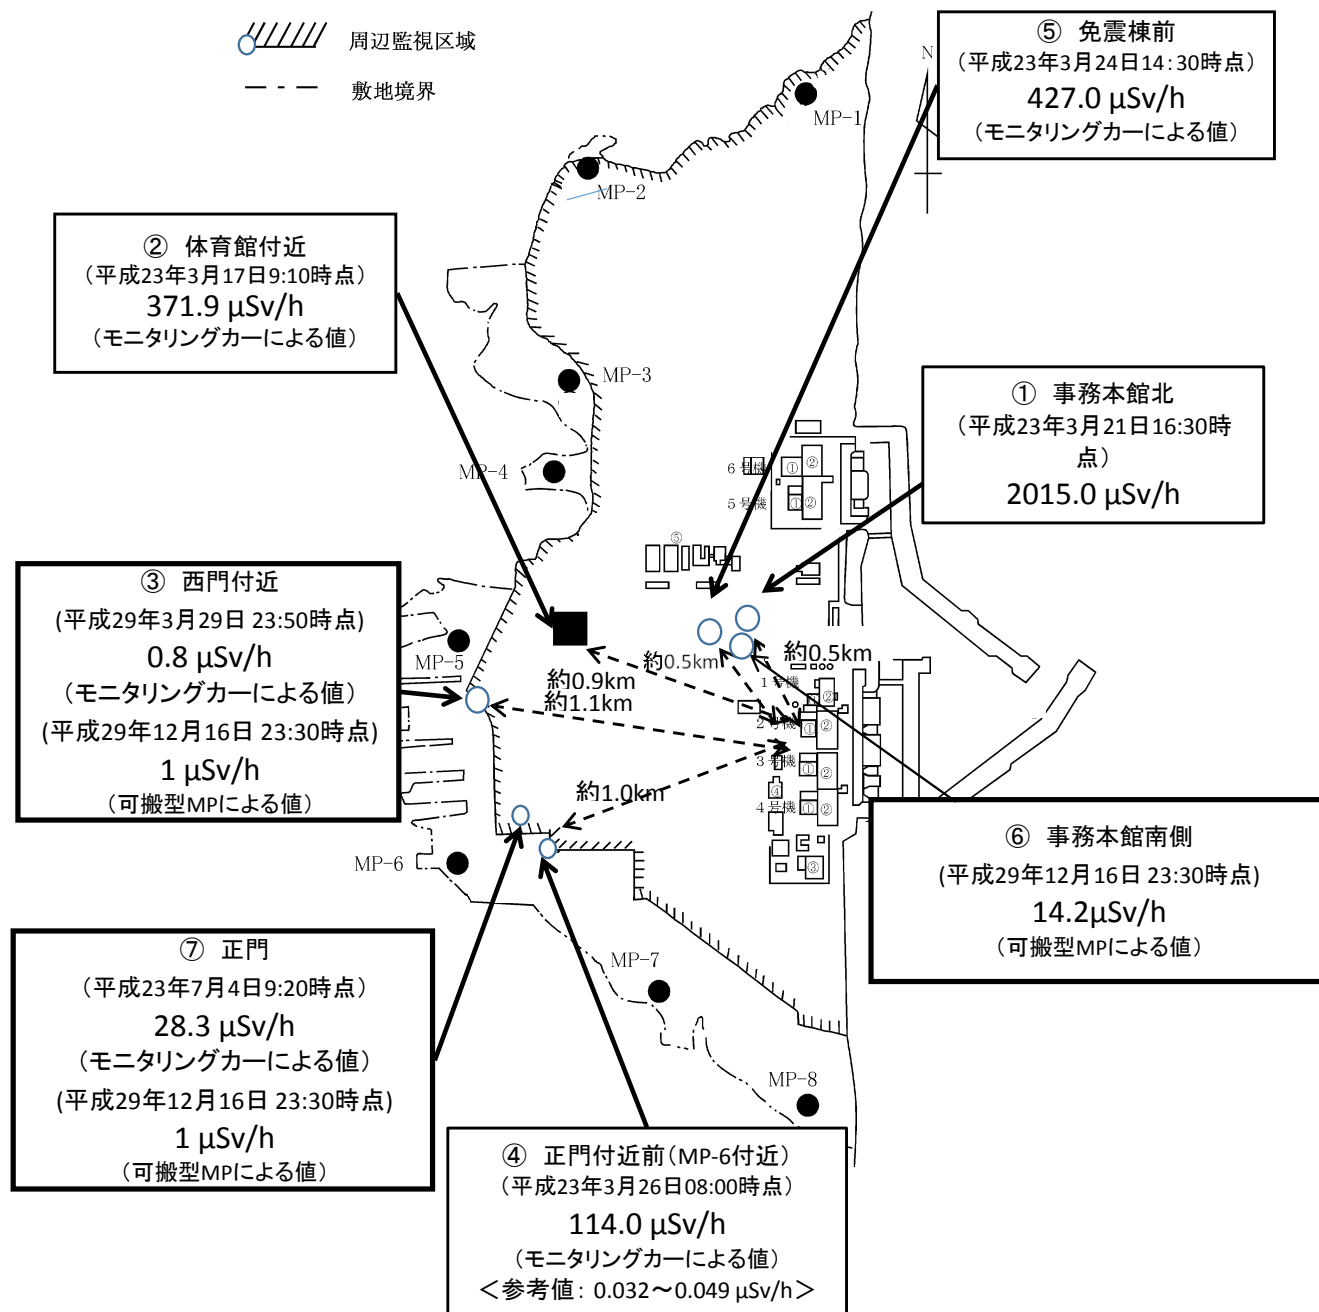 周辺監視区域
敷地境界
⑤ 免震棟前
（平成23年3月24日14:30時点）
427.0 μSv/h
（モニタリングカーによる値）
N
MP-1
MP-2
② 体育館付近
（平成23年3月17日9:10時点）
371.9 μSv/h
（モニタリングカーによる値）
MP-3
MP-4
① 事務本館北
（平成23年3月21日16:30時
点）
2015.0 μSv/h
6号機
①
②
5号機
①
②
⑤
③ 西門付近
(平成29年3月29日 23:50時点)
0.8 μSv/h
（モニタリングカーによる値）
(平成29年12月16日 23:30時点)
1 μSv/h
（可搬型MPによる値）
MP-5
約0.9km
約1.1km
約0.5km
約0.5km
1号機
②
2号機
①
②
3号機
①
②
④
4号機
①
②
③
約1.0km
MP-6
⑥ 事務本館南側
(平成29年12月16日 23:30時点)
14.2μSv/h
（可搬型MPによる値）
⑦ 正門
（平成23年7月4日9:20時点）
28.3 μSv/h
（モニタリングカーによる値）
(平成29年12月16日 23:30時点)
1 μSv/h
（可搬型MPによる値）
MP-7
MP-8
④ 正門付近前（MP-6付近）
（平成23年3月26日08:00時点）
114.0 μSv/h
（モニタリングカーによる値）
＜参考値： 0.032～0.049 μSv/h＞